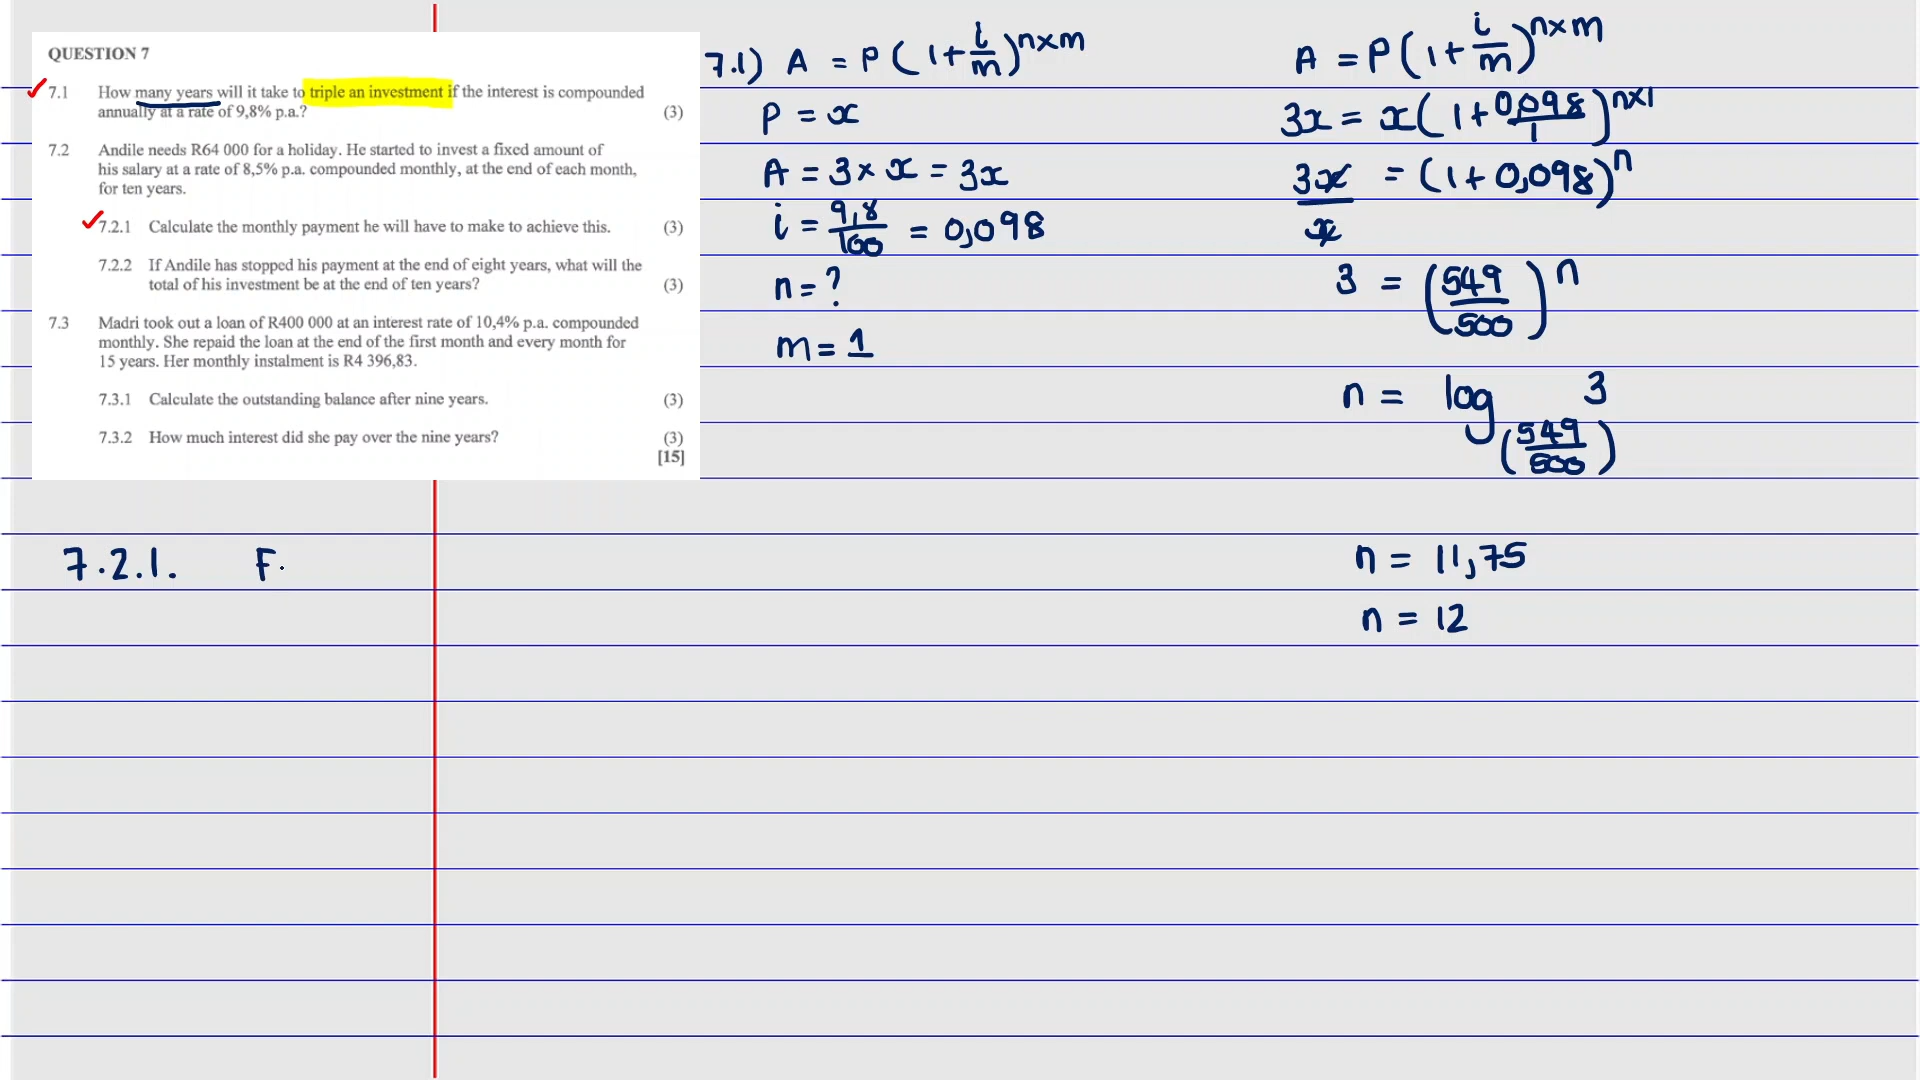 QUESTION 7
7.1 How many years will it take to triple an investment if the interest is compounded
annually at a rate of 9,8% p.a.? (3)
7.2 Andile needs R64 000 for a holiday. He started to invest a fixed amount of
his salary at a rate of 8,5% p.a. compounded monthly, at the end of each month,
for ten years.
7.2.1 Calculate the monthly payment he will have to make to achieve this. (3)
7.2.2 If Andile has stopped his payment at the end of eight years, what will the
total of his investment be at the end of ten years? (3)
7.3 Madri took out a loan of R400 000 at an interest rate of 10,4% p.a. compounded
monthly. She repaid the loan at the end of the first month and every month for
15 years. Her monthly instalment is R4 396,83.
7.3.1 Calculate the outstanding balance after nine years. (3)
7.3.2 How much interest did she pay over the nine years? (3)
[15]
7.1) A = P(1+i/m)^n×m
P = x
A = 3 × x = 3x
i = 9,8/100 = 0,098
n = ?
m = 1
A = P(1+i/m)^n×m
3x = x(1+0,098/1)^n×1
3x/x = (1+0,098)^n
3 = (549/500)^n
n = log_(549/500) 3
n = 11,75
n = 12
7.2.1. F.